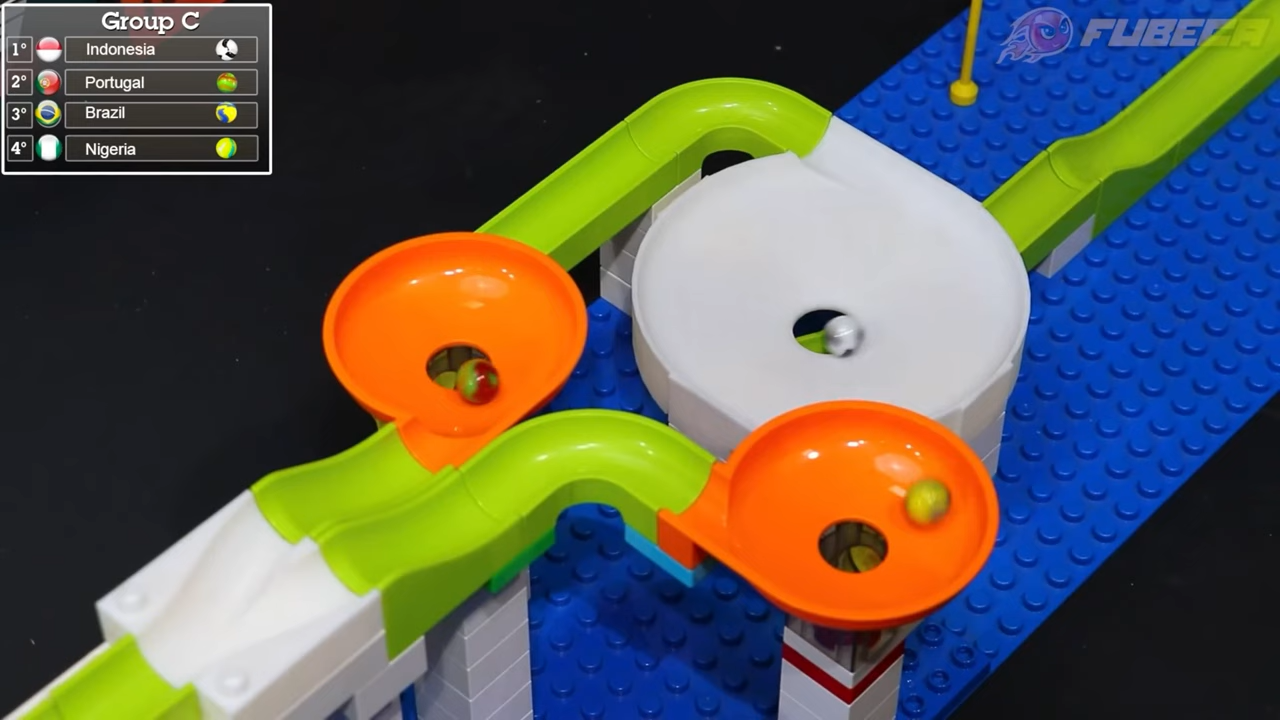 Group C
1° Indonesia
2° Portugal
3° Brazil
4° Nigeria
FUBECA